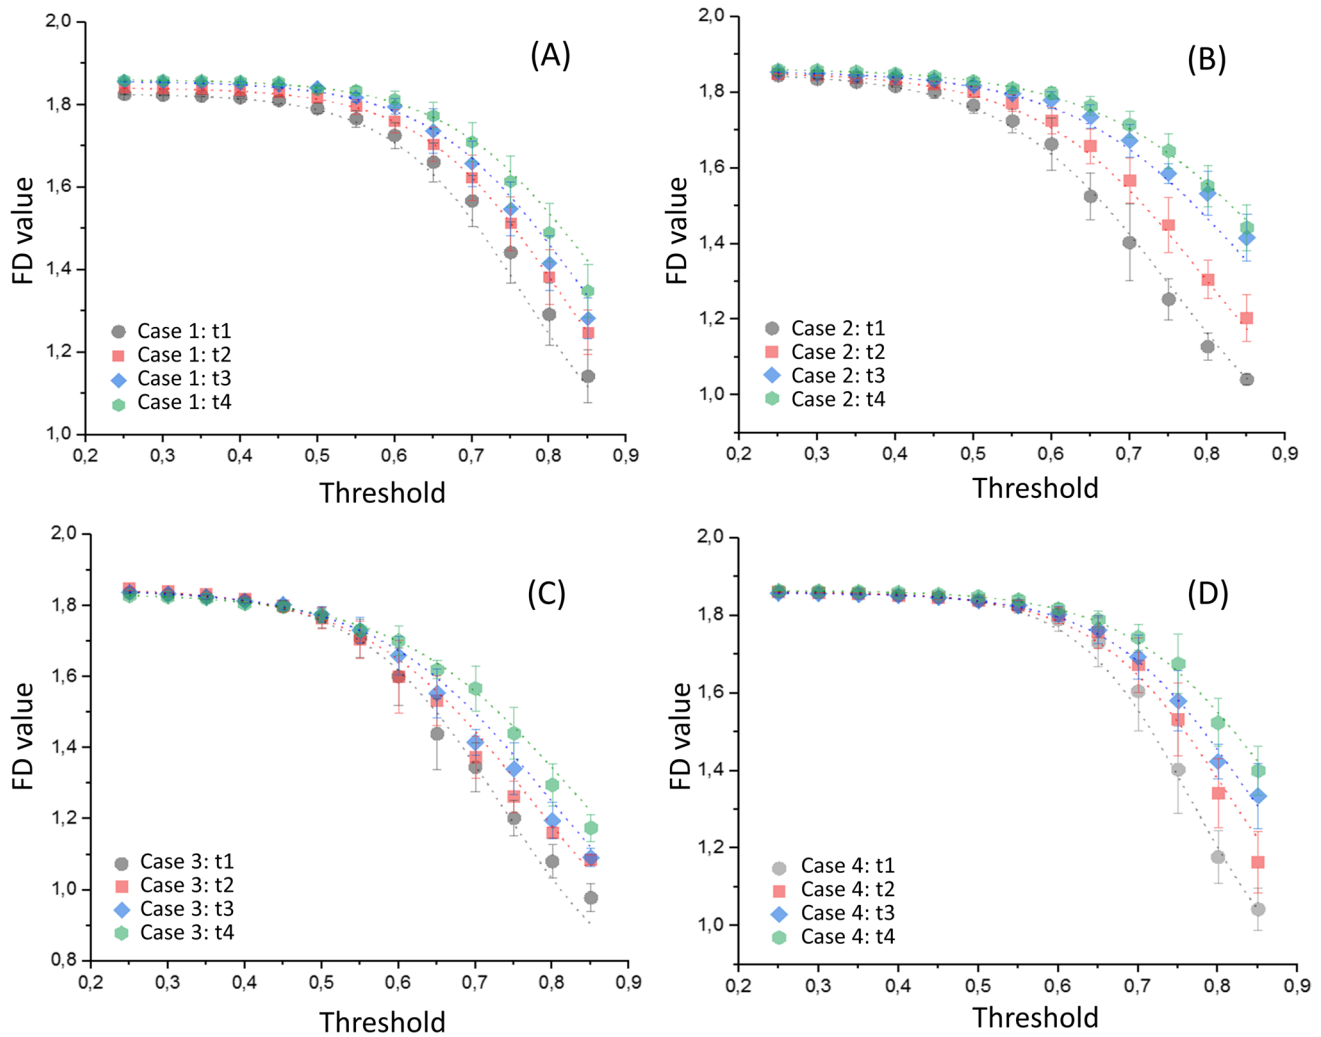 (A)
2,0
1,8
1,6
1,4
1,2
1,0
FD value
Case 1: t1
Case 1: t2
Case 1: t3
Case 1: t4
0,2 0,3 0,4 0,5 0,6 0,7 0,8 0,9
Threshold
(B)
2,0
1,8
1,6
1,4
1,2
1,0
FD value
Case 2: t1
Case 2: t2
Case 2: t3
Case 2: t4
0,2 0,3 0,4 0,5 0,6 0,7 0,8 0,9
Threshold
(C)
2,0
1,8
1,6
1,4
1,2
1,0
0,8
FD value
Case 3: t1
Case 3: t2
Case 3: t3
Case 3: t4
0,2 0,3 0,4 0,5 0,6 0,7 0,8 0,9
Threshold
(D)
2,0
1,8
1,6
1,4
1,2
1,0
FD value
Case 4: t1
Case 4: t2
Case 4: t3
Case 4: t4
0,2 0,3 0,4 0,5 0,6 0,7 0,8 0,9
Threshold